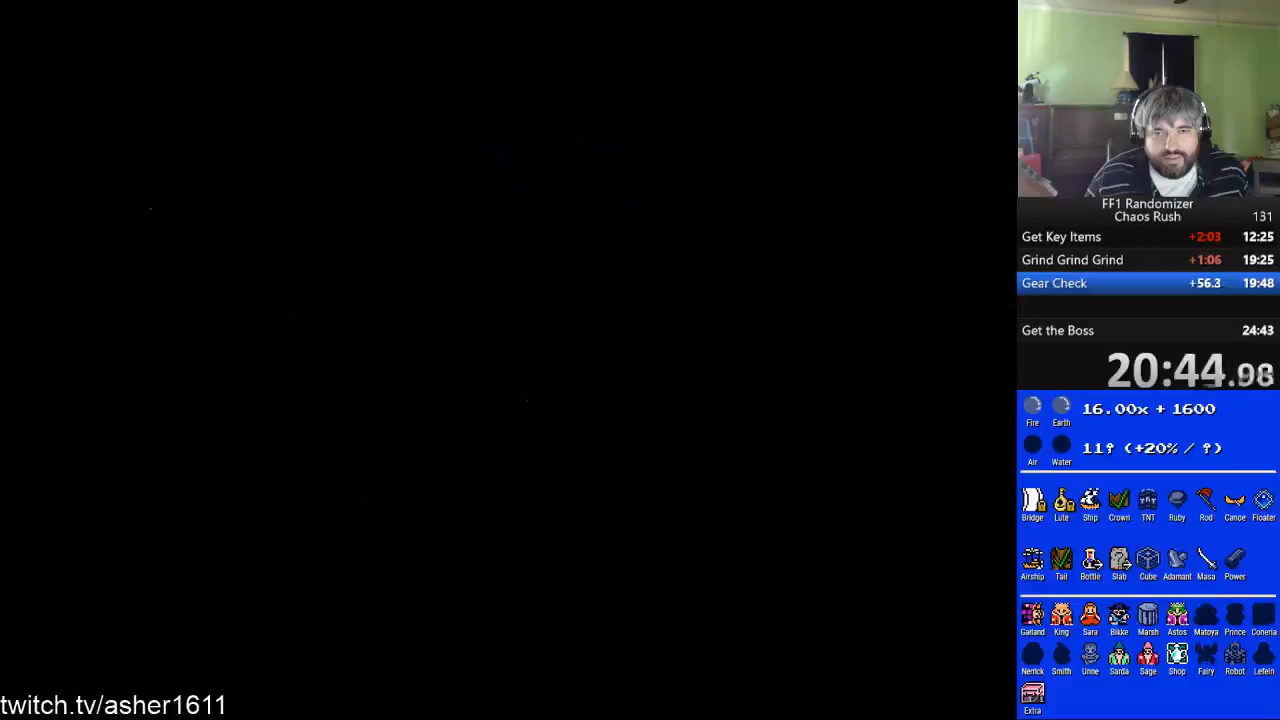 FF1 Randomizer
Chaos Rush 131
Get Key Items +2:03 12:25
Grind Grind Grind +1:06 19:25
Gear Check +56.3 19:48
Get the Boss 24:43
20:44.98
Fire Earth 16.00x + 1600
Air Water 11? (+20% / ?)
Bridge Lute Ship Crown TNT Ruby Rod Canoe Floater
Airship Tail Bottle Slab Cube Adamant Masa Power
Garland King Sara Bikke Marsh Astos Matoya Prince Coneria
Nerrick Smith Unne Sarda Sage Shop Fairy Robot Lefein
Extra
twitch.tv/asher1611